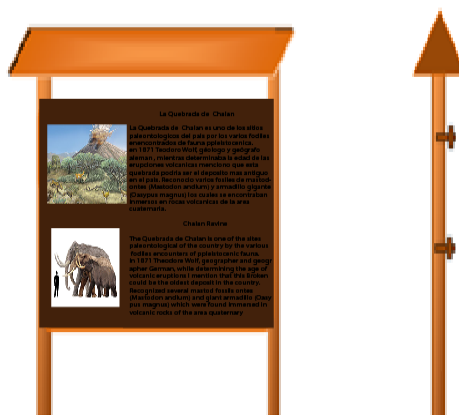 La Quebrada de Chalan
La Quebrada de Chalan es uno de los sitios
paleontologicos del pais por los varios fosiles
enencontrados de fauna ppleistocenica.
en 1871 Teodoro Wolf, geologo y geografo
aleman , mientras determinaba la edad de las
erupciones volcanicas menciono que esta
quebrada podria ser el deposito mas antiguo
en el pais. Reconocio varios fosiles de mastod-
ontes (Mastodon andium) y armadillo gigante
(Dasypus magnus) los cuales se encontraban
inmersos en rocas volcanicas de la area
cuaternaria.
Chalan Ravine
The Quebrada de Chalan is one of the sites
paleontological of the country by the various
fosiles encounters of ppleistocenic fauna.
In 1871 Theodore Wolf, geographer and geogr
apher German, while determining the age of
volcanic eruptions I mention that this broken
could be the oldest deposit in the country.
Recognized several mastod fossils ontes
(Mastodon andium) and giant armadillo (Dasy
pus magnus) which were found immersed in
volcanic rocks of the area quaternary